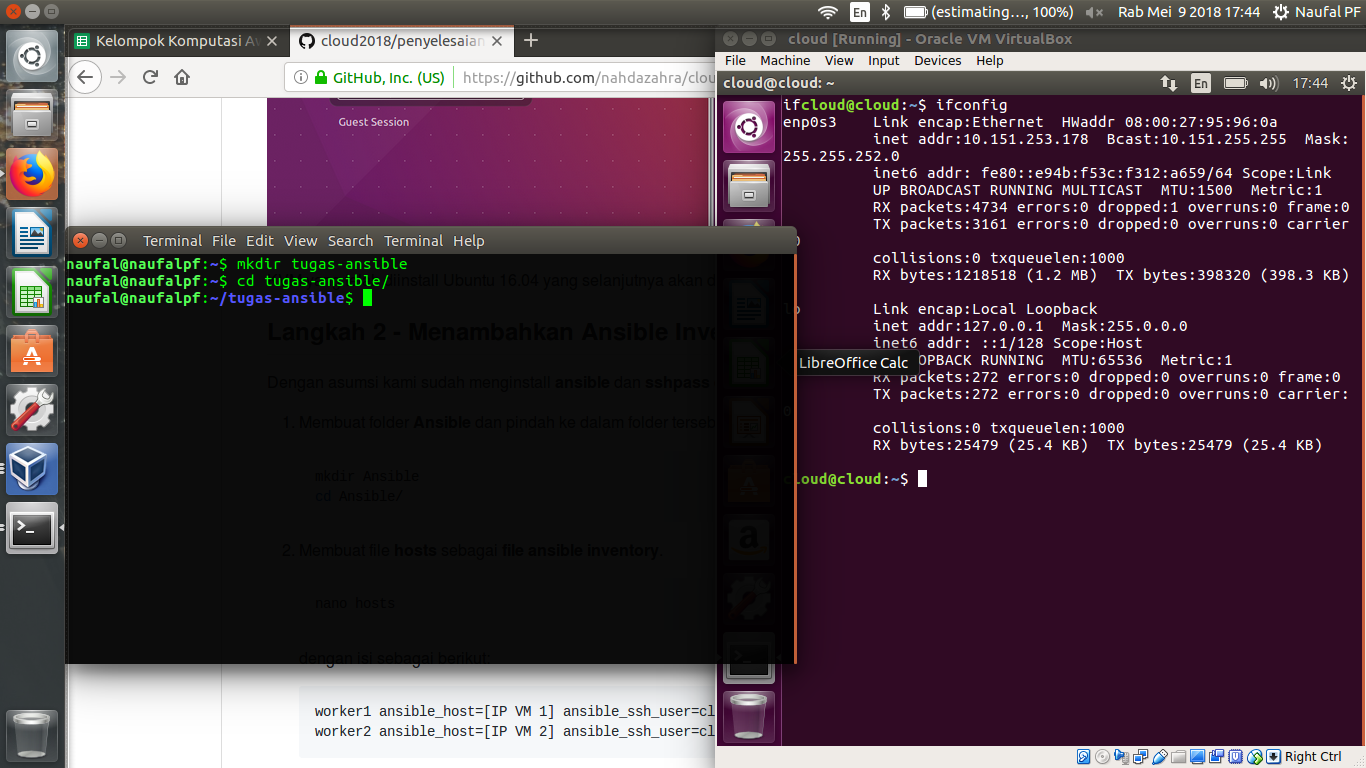 En (estimating..., 100%) Rab Mei 9 2018 17:44 Naufal PF
Kelompok Komputasi Aw
cloud2018/penyelesaian
GitHub, Inc. (US) https://github.com/nahdazahra/clou
Guest Session
Terminal File Edit View Search Terminal Help
naufal@naufalpf:~$ mkdir tugas-ansible
naufal@naufalpf:~$ cd tugas-ansible/
naufal@naufalpf:~/tugas-ansible$
install Ubuntu 16.04 yang selanjutnya akan d
Langkah 2 - Menambahkan Ansible Inve
Dengan asumsi kami sudah menginstall ansible dan sshpass
1. Membuat folder Ansible dan pindah ke dalam folder terseb
mkdir Ansible
cd Ansible/
2. Membuat file hosts sebagai file ansible inventory.
nano hosts
dengan isi sebagai berikut:
worker1 ansible_host=[IP VM 1] ansible_ssh_user=cl
worker2 ansible_host=[IP VM 2] ansible_ssh_user=cl
cloud [Running] - Oracle VM VirtualBox
File Machine View Input Devices Help
cloud@cloud: ~ En 17:44
ifcloud@cloud:~$ ifconfig
enp0s3 Link encap:Ethernet HWaddr 08:00:27:95:96:0a
inet addr:10.151.253.178 Bcast:10.151.255.255 Mask:
255.255.252.0
inet6 addr: fe80::e94b:f53c:f312:a659/64 Scope:Link
UP BROADCAST RUNNING MULTICAST MTU:1500 Metric:1
RX packets:4734 errors:0 dropped:1 overruns:0 frame:0
TX packets:3161 errors:0 dropped:0 overruns:0 carrier
0
collisions:0 txqueuelen:1000
RX bytes:1218518 (1.2 MB) TX bytes:398320 (398.3 KB)
Link encap:Local Loopback
inet addr:127.0.0.1 Mask:255.0.0.0
inet6 addr: ::1/128 Scope:Host
OPBACK RUNNING MTU:65536 Metric:1
LibreOffice Calc
RX packets:272 errors:0 dropped:0 overruns:0 frame:0
TX packets:272 errors:0 dropped:0 overruns:0 carrier:
collisions:0 txqueuelen:1000
RX bytes:25479 (25.4 KB) TX bytes:25479 (25.4 KB)
cloud@cloud:~$
Right Ctrl